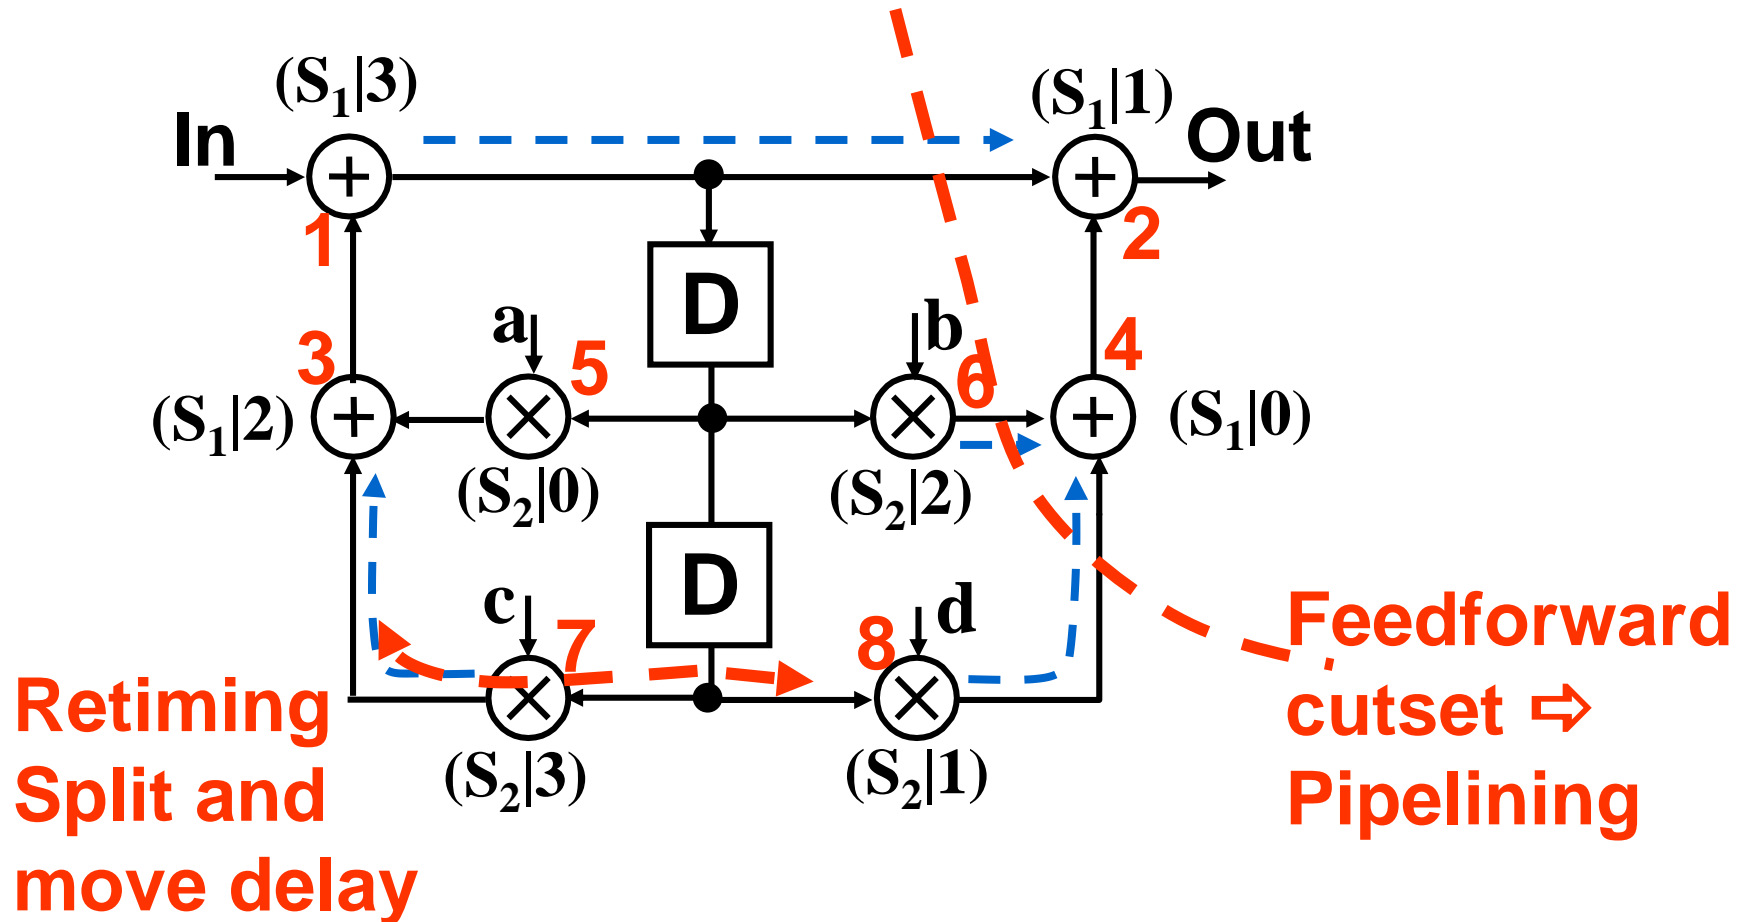 (S₁|3)
(S₁|1)
In
Out
+
+
1
2
D
a
b
3
5
6
4
(S₁|2)
+
×
×
+
(S₁|0)
(S₂|0)
(S₂|2)
D
c
7
8
d
×
×
(S₂|3)
(S₂|1)
Retiming
Split and
move delay
Feedforward
cutset ⇨
Pipelining